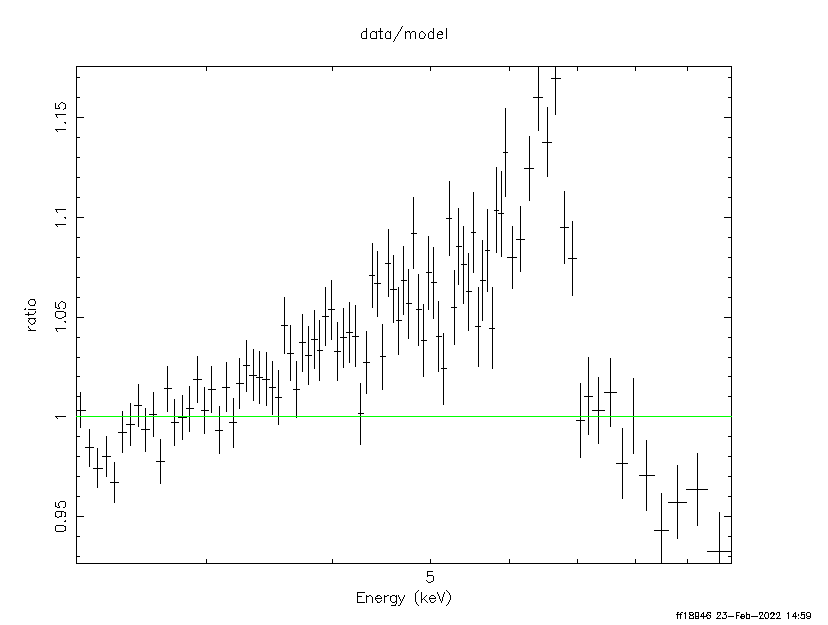 data/model
1.15
1.1
1.05
1
0.95
ratio
5
Energy (keV)
ff18946 23-Feb-2022 14:59